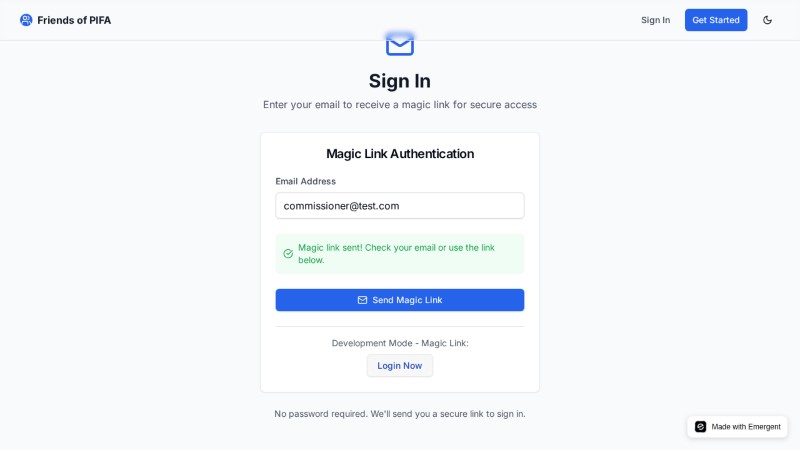 Friends of PIFA
Sign In
Get Started
Sign In
Enter your email to receive a magic link for secure access
Magic Link Authentication
Email Address
commissioner@test.com
Magic link sent! Check your email or use the link
below.
Send Magic Link
Development Mode - Magic Link:
Login Now
No password required. We'll send you a secure link to sign in.
Made with Emergent